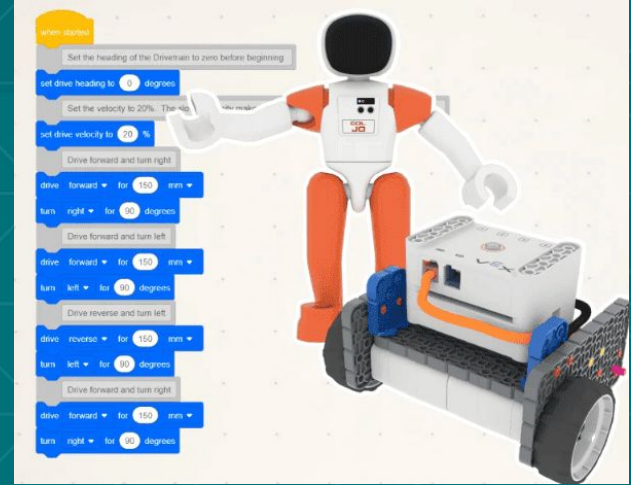 when started
Set the heading of the Drivetrain to zero before beginning
set drive heading to 0 degrees
Set the velocity to 20%. The
set drive velocity to 20 %
Drive forward and turn right
drive forward for 150 mm
turn right for 90 degrees
Drive forward and turn left
drive forward for 150 mm
turn left for 90 degrees
Drive reverse and turn left
drive reverse for 150 mm
turn left for 90 degrees
Drive forward and turn right
drive forward for 150 mm
turn right for 90 degrees
JO
VEX